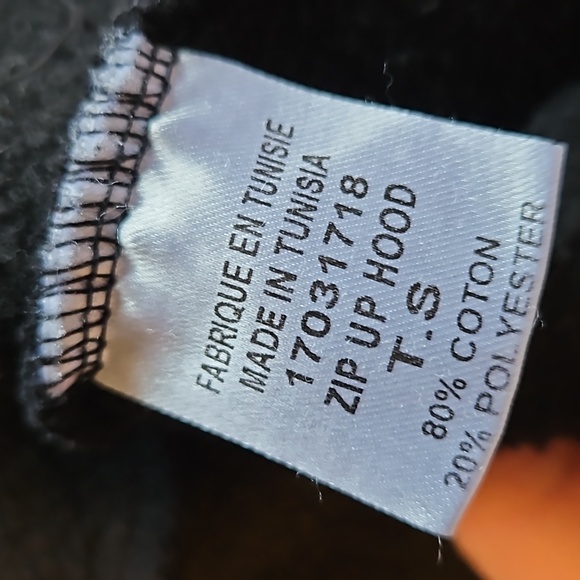 FABRIQUE EN TUNISIE
MADE IN TUNISIA
17031718
ZIP UP HOOD
T.S
80% COTON
20% POLYESTER